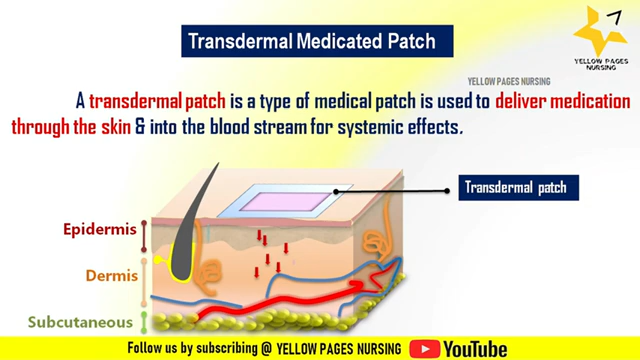 Transdermal Medicated Patch
YELLOW PAGES
NURSING
YELLOW PAGES NURSING
A transdermal patch is a type of medical patch is used to deliver medication
through the skin & into the blood stream for systemic effects.
Transdermal patch
Epidermis
Dermis
Subcutaneous
Follow us by subscribing @ YELLOW PAGES NURSING YouTube